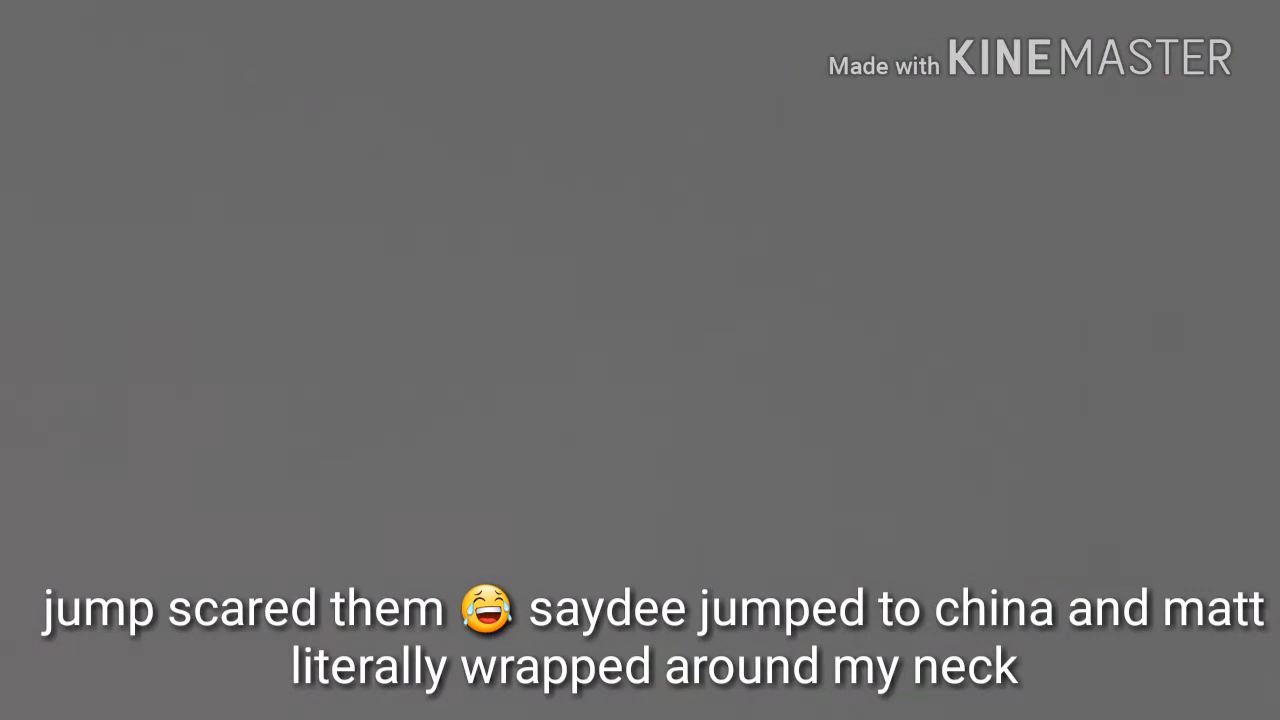 Made with KINEMASTER
jump scared them 😂 saydee jumped to china and matt
literally wrapped around my neck